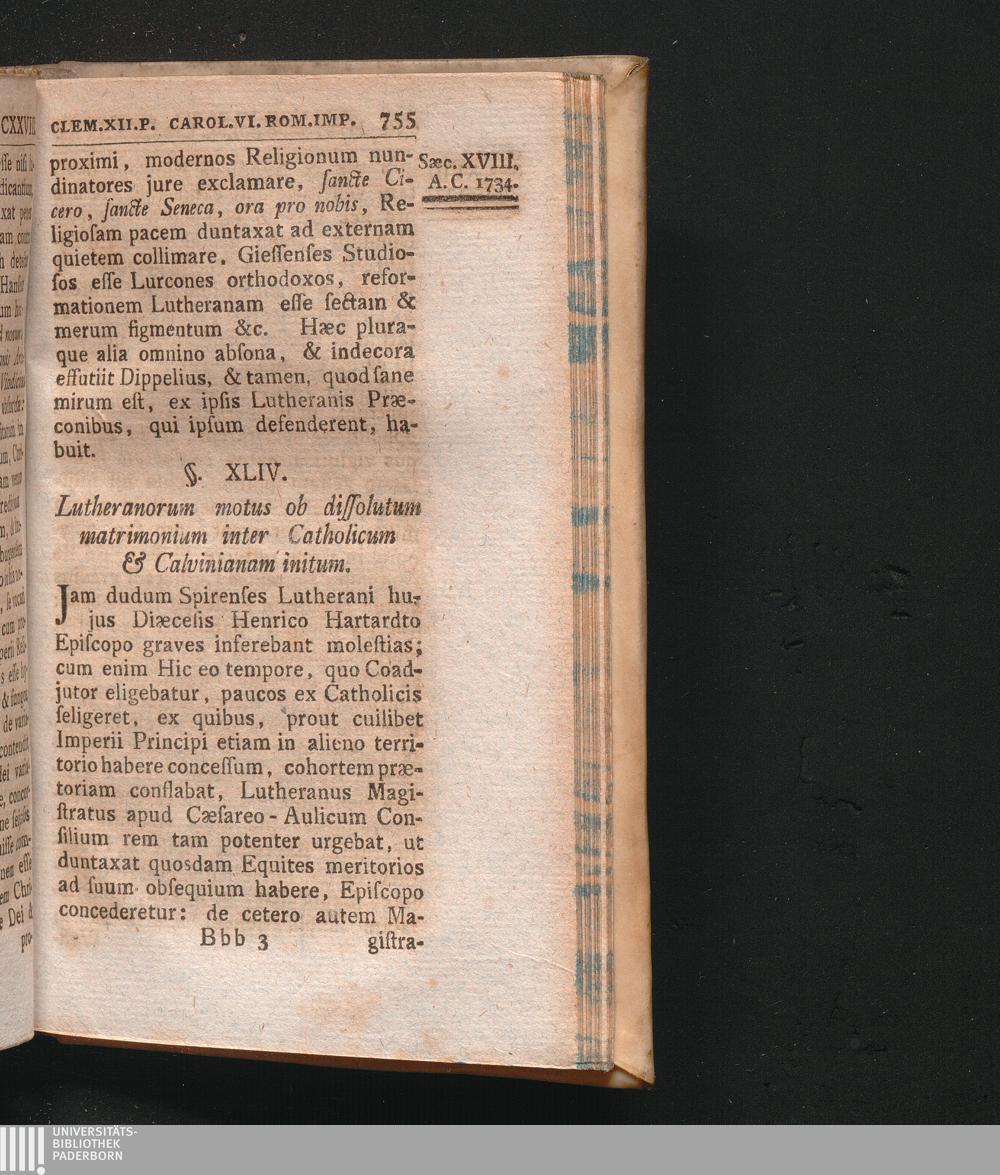 CLEM.XII.P. CAROL.VI.ROM.IMP. 755
Sæc. XVIII.
A. C. 1734.
proximi, modernos Religionum nun-
dinatores jure exclamare, ſancte Ci-
cero, ſancte Seneca, ora pro nobis, Re-
ligioſam pacem duntaxat ad externam
quietem collimare. Gieſſenſes Studio-
ſos eſſe Lurcones orthodoxos, refor-
mationem Lutheranam eſſe ſectam &
merum figmentum &c. Hæc plura-
que alia omnino abſona, & indecora
effutiit Dippelius, & tamen, quod ſane
mirum eſt, ex ipſis Lutheranis Præ-
conibus, qui ipſum defenderent, ha-
buit.
§. XLIV.
Lutheranorum motus ob diſſolutum
matrimonium inter Catholicum
& Calvinianam initum.
Jam dudum Spirenſes Lutherani hu-
jus Diæceſis Henrico Hartardto
Epiſcopo graves inferebant moleſtias;
cum enim Hic eo tempore, quo Coad-
jutor eligebatur, paucos ex Catholicis
ſeligeret, ex quibus, prout cuilibet
Imperii Principi etiam in alieno terri-
torio habere conceſſum, cohortem præ-
toriam conflabat, Lutheranus Magi-
ſtratus apud Cæſareo-Aulicum Con-
ſilium rem tam potenter urgebat, ut
duntaxat quosdam Equites meritorios
ad ſuum obſequium habere, Epiſcopo
concederetur: de cetero autem Ma-
Bbb 3 giſtra-
UNIVERSITÄTS-
BIBLIOTHEK
PADERBORN